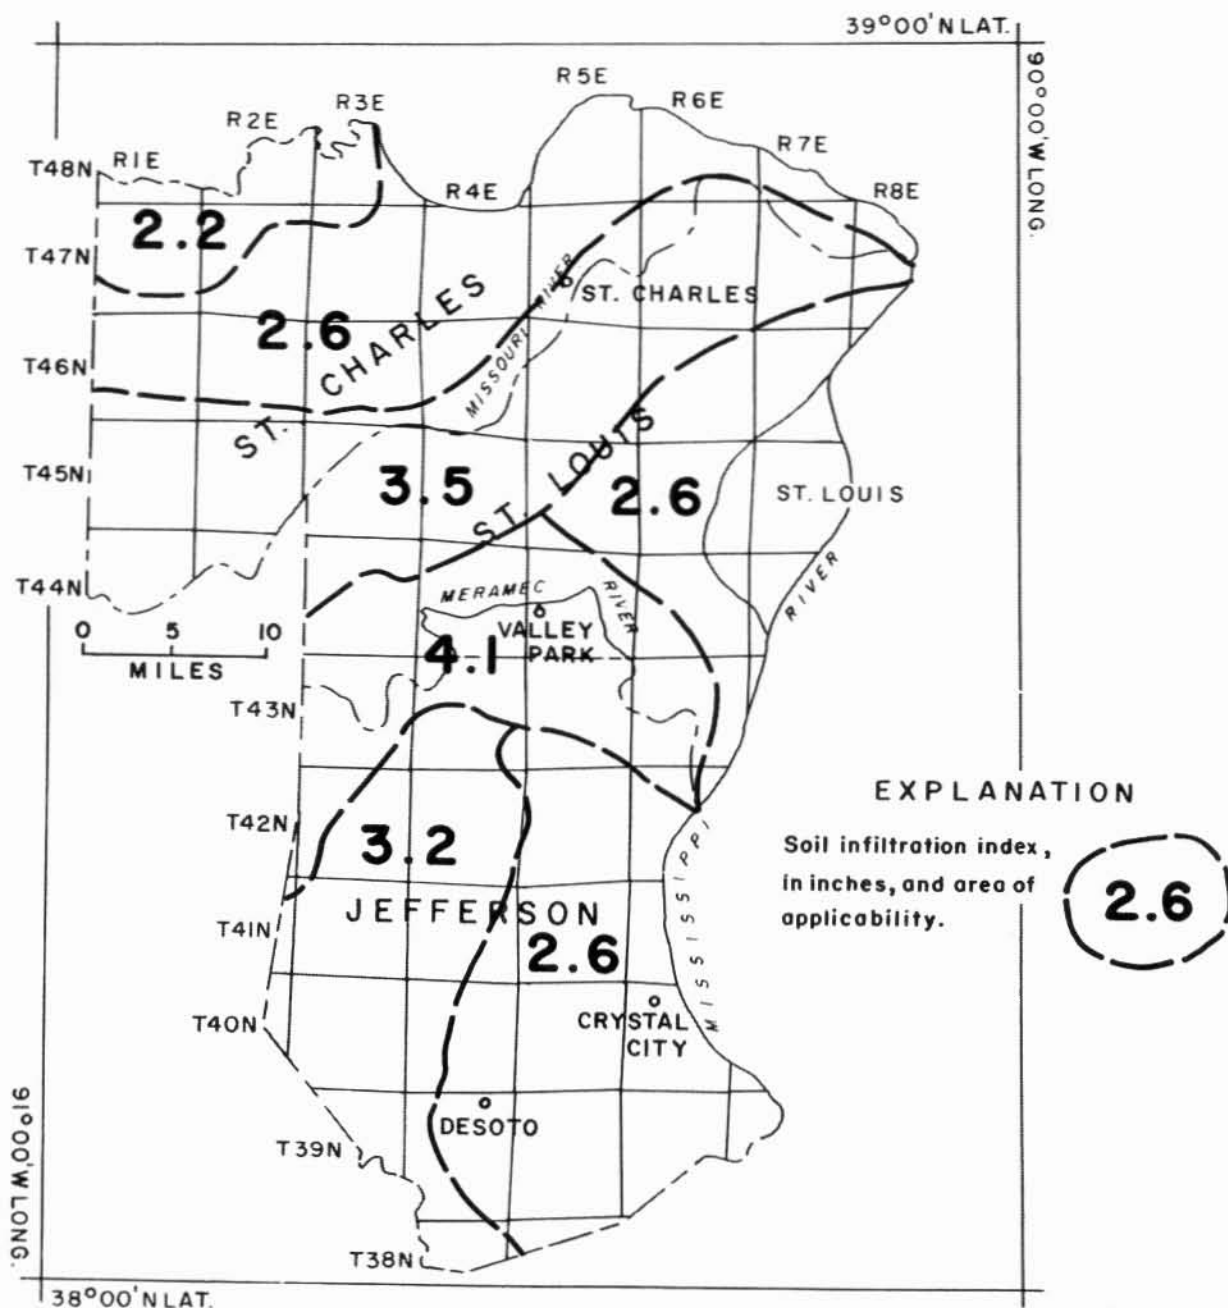 39°00'N LAT.
90°00'W LONG.
R5E
R6E
R3E
R2E
R7E
T48N
R1E
R4E
R8E
2.2
T47N
ST. CHARLES
2.6
ST. CHARLES
MISSOURI RIVER
T46N
T45N
3.5
ST. LOUIS
2.6
ST. LOUIS
T44N
MERAMEC RIVER
RIVER
0 5 10
MILES
VALLEY
PARK
4.1
T43N
EXPLANATION
T42N
3.2
Soil infiltration index,
in inches, and area of
applicability.
2.6
JEFFERSON
T41N
2.6
MISSISSIPPI
T40N
CRYSTAL
CITY
DESOTO
T39N
91°00'W LONG.
T38N
38°00'N LAT.